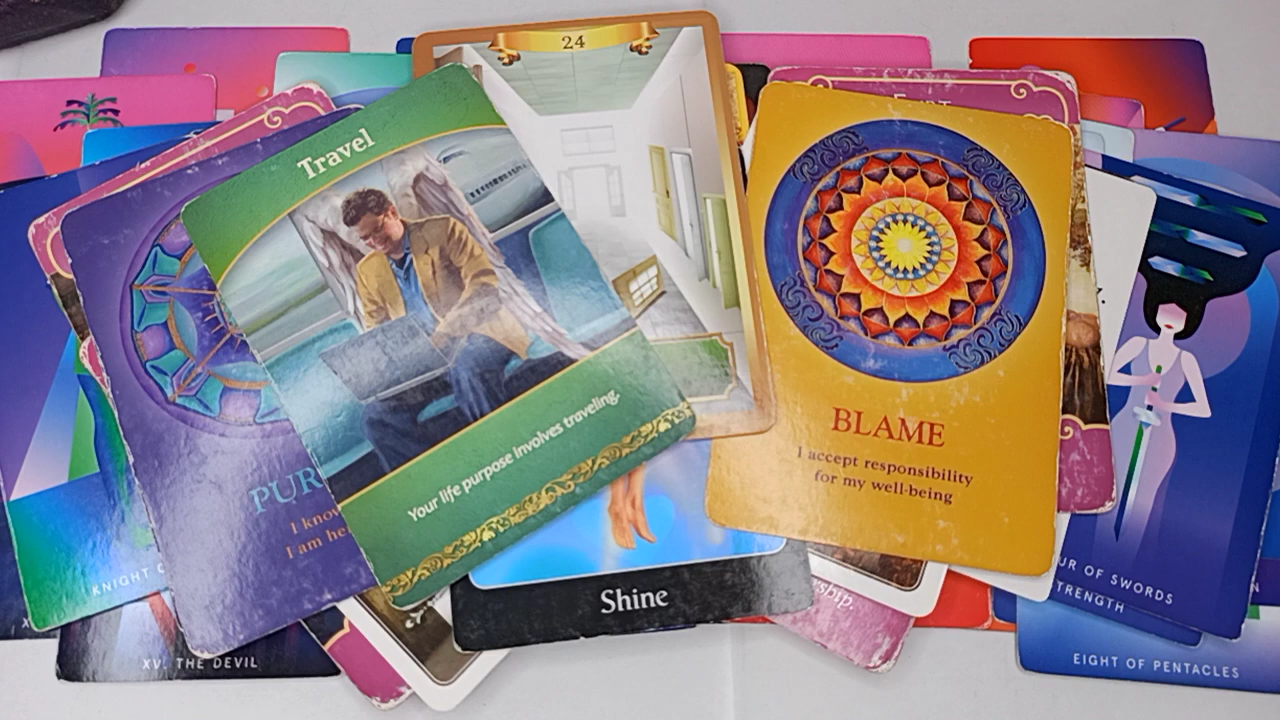 24
Travel
Your life purpose involves traveling.
BLAME
I accept responsibility
for my well-being
PUR
I know
I am he
Shine
KNIGHT
XV. THE DEVIL
UR OF SWORDS
TRENGTH
EIGHT OF PENTACLES